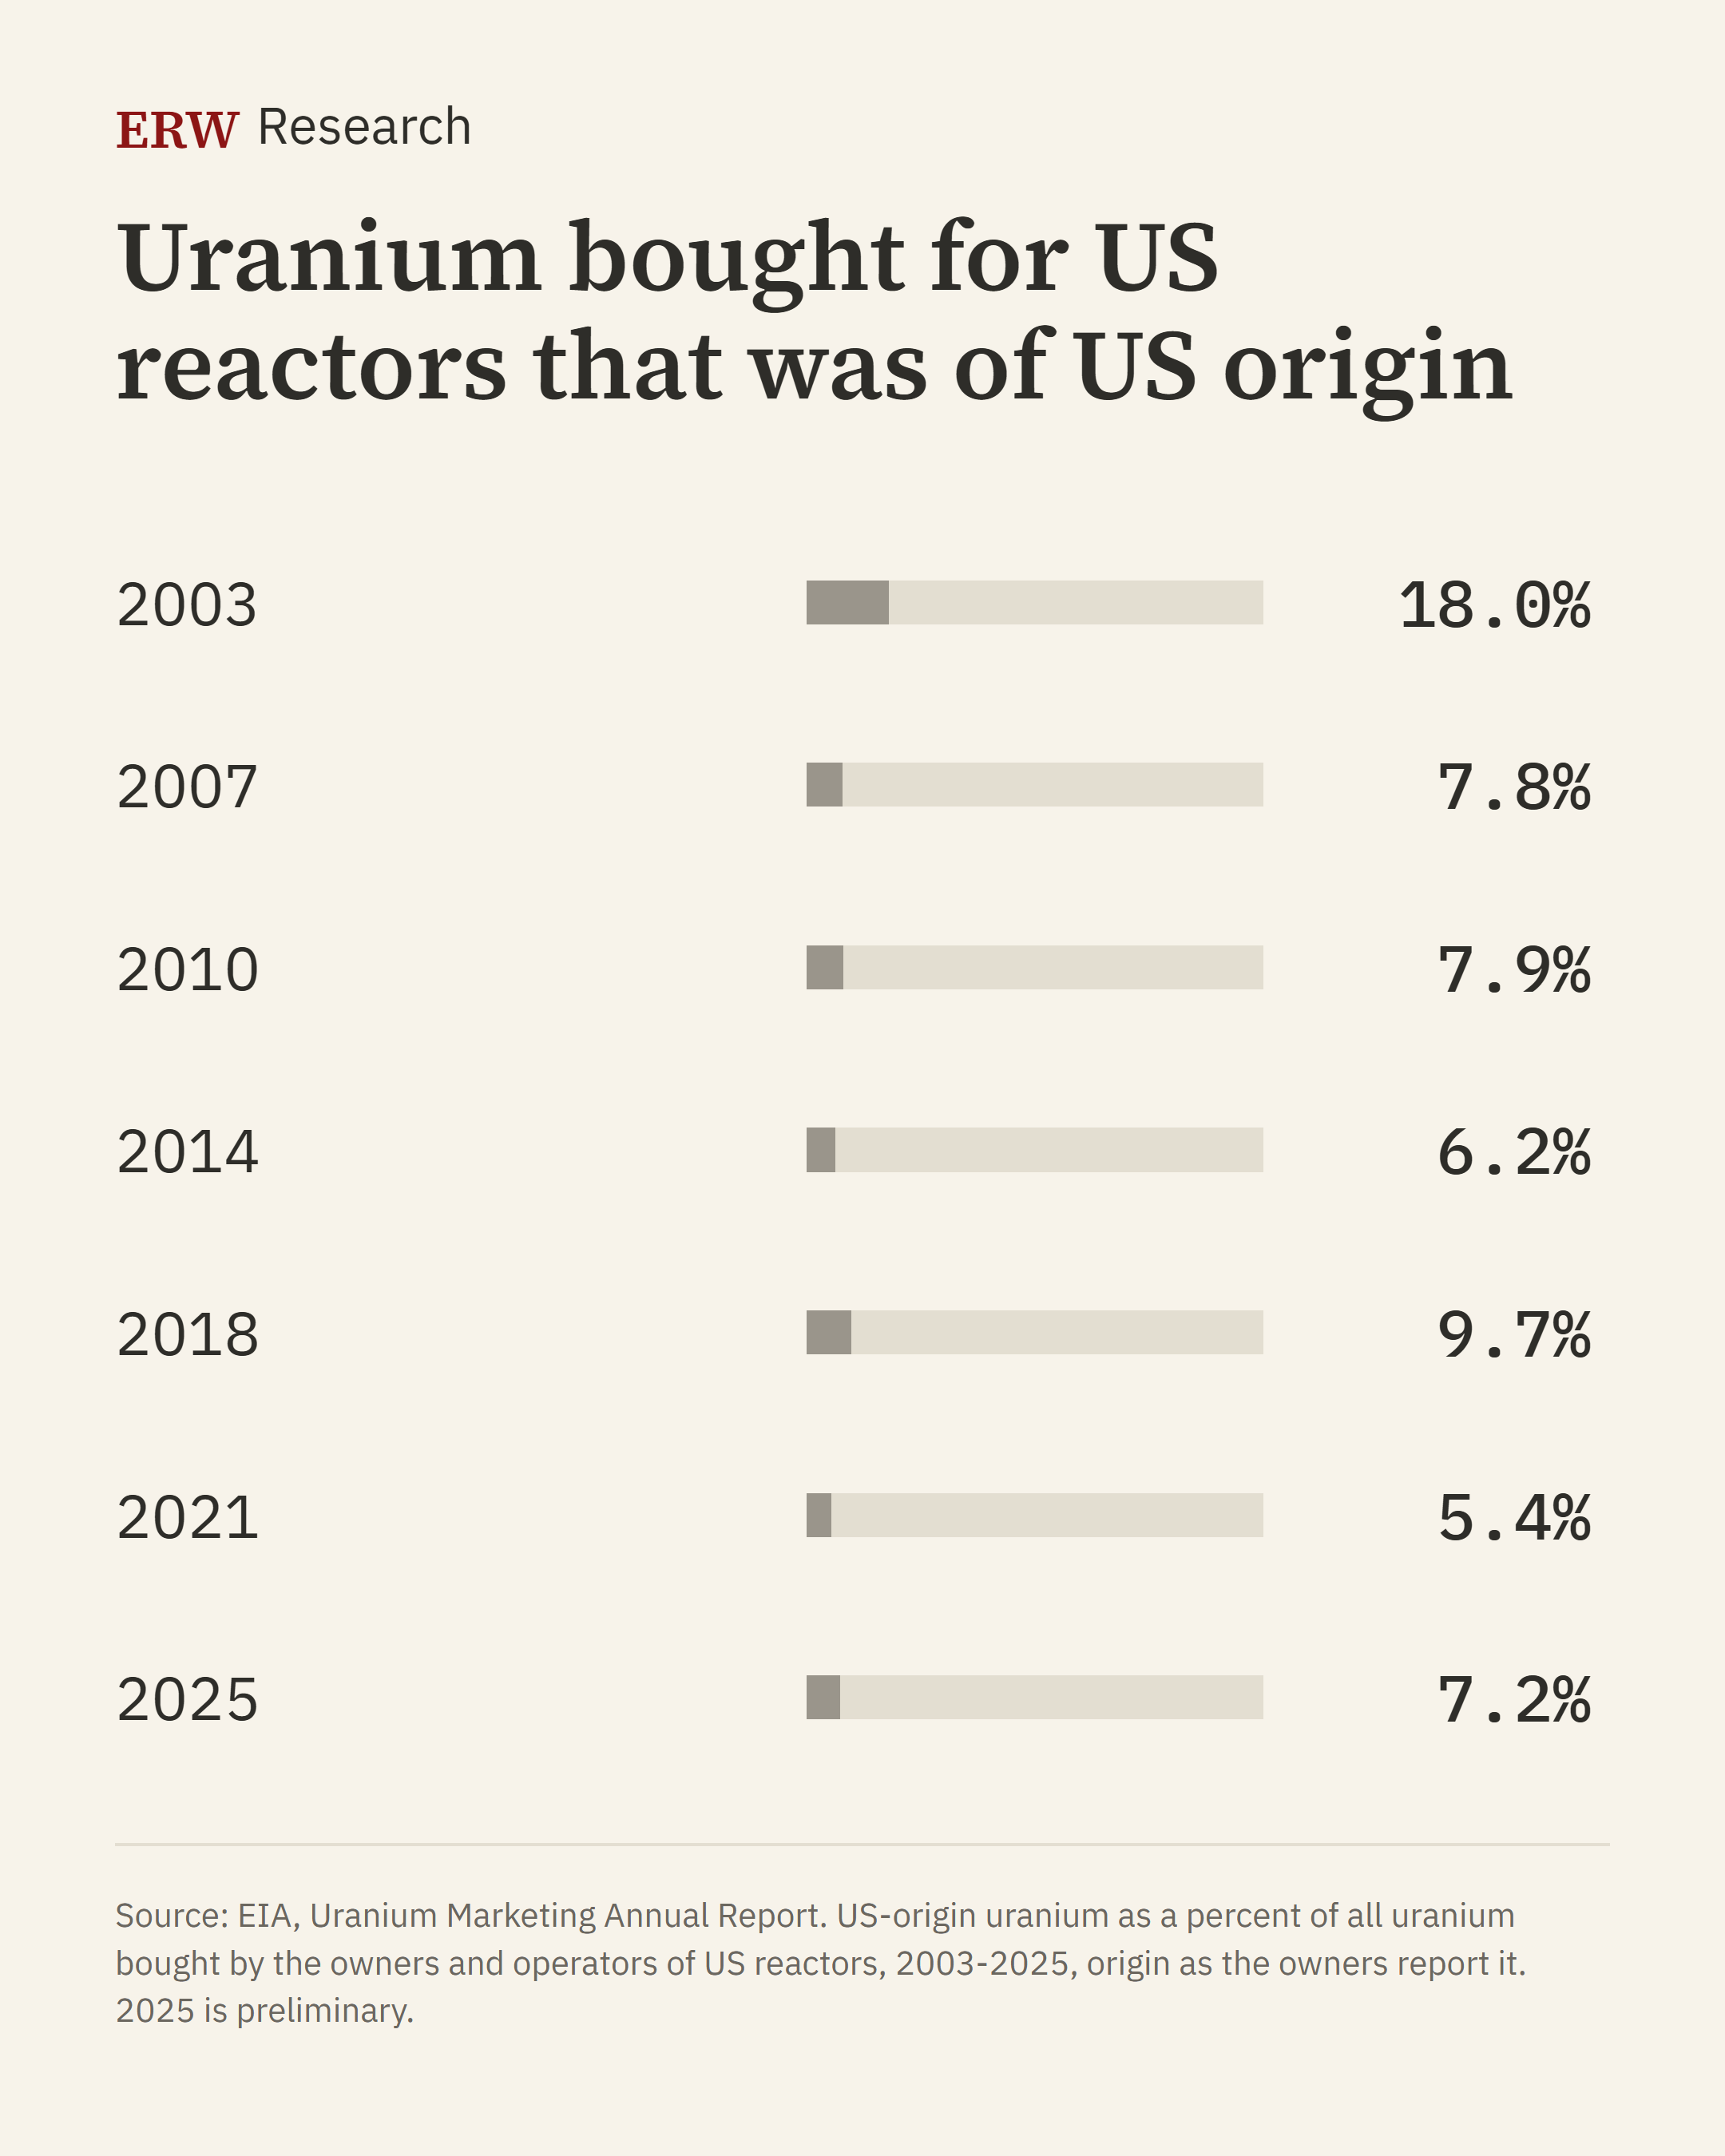 ERW Research
Uranium bought for US
reactors that was of US origin
2003 18.0%
2007 7.8%
2010 7.9%
2014 6.2%
2018 9.7%
2021 5.4%
2025 7.2%
Source: EIA, Uranium Marketing Annual Report. US-origin uranium as a percent of all uranium
bought by the owners and operators of US reactors, 2003-2025, origin as the owners report it.
2025 is preliminary.